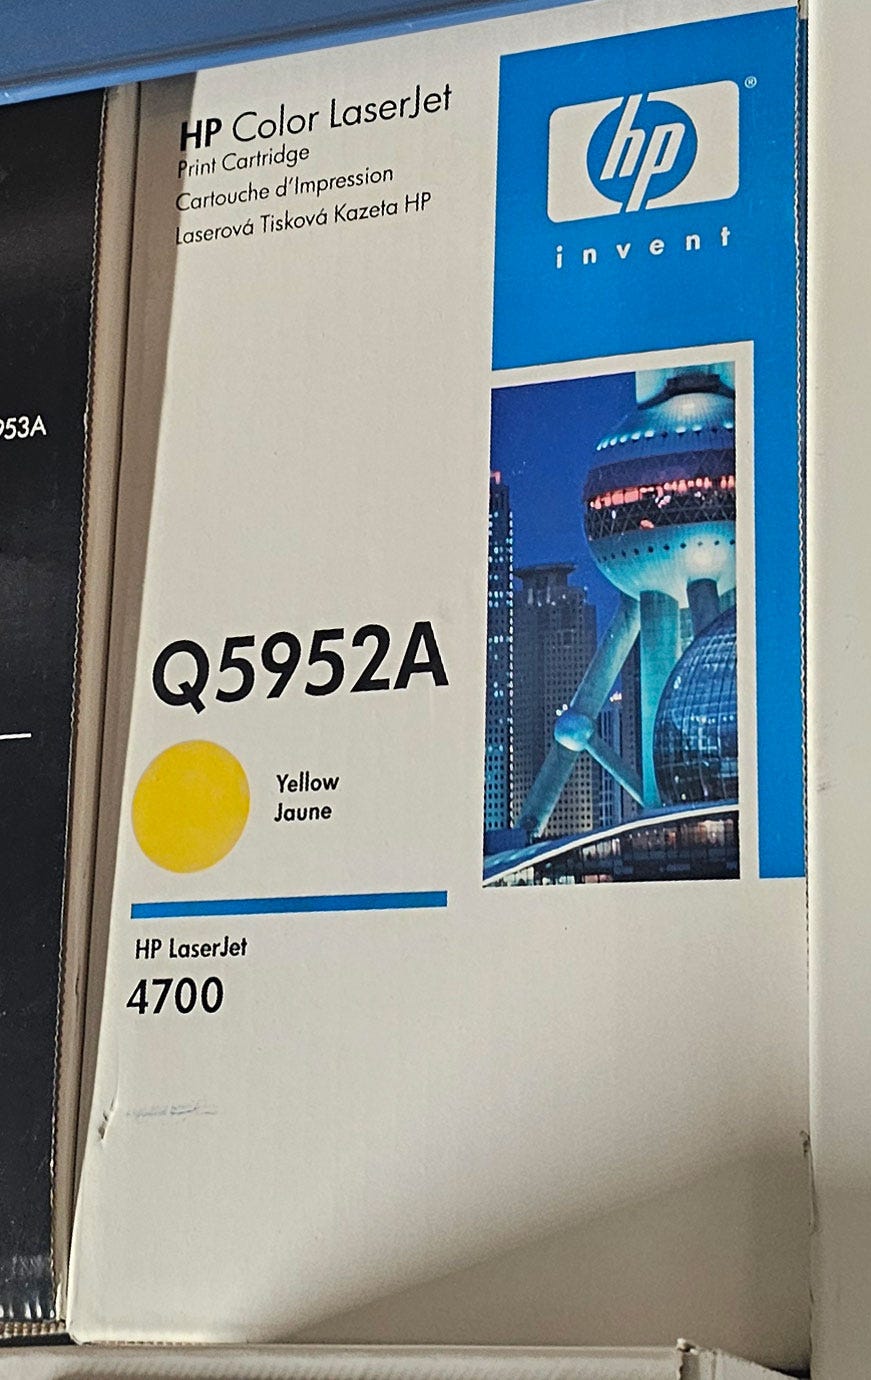 HP Color LaserJet
Print Cartridge
Cartouche d'Impression
Laserová Tisková Kazeta HP
hp
®
invent
953A
Q5952A
Yellow
Jaune
HP LaserJet
4700